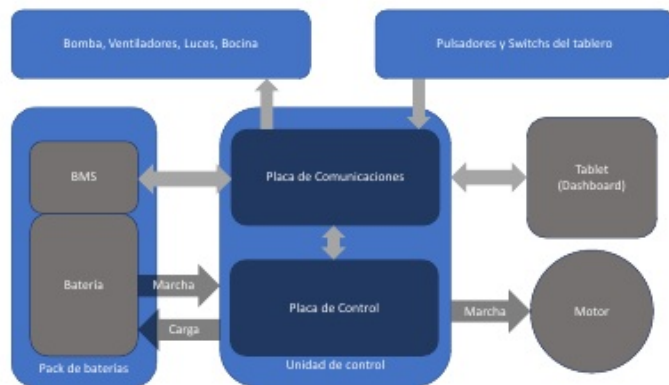 Bomba, Ventiladores, Luces, Bocina
Pulsadores y Switchs del tablero
BMS
Placa de Comunicaciones
Tablet
(Dashboard)
Batería
Marcha
Carga
Placa de Control
Marcha
Motor
Pack de baterías
Unidad de control